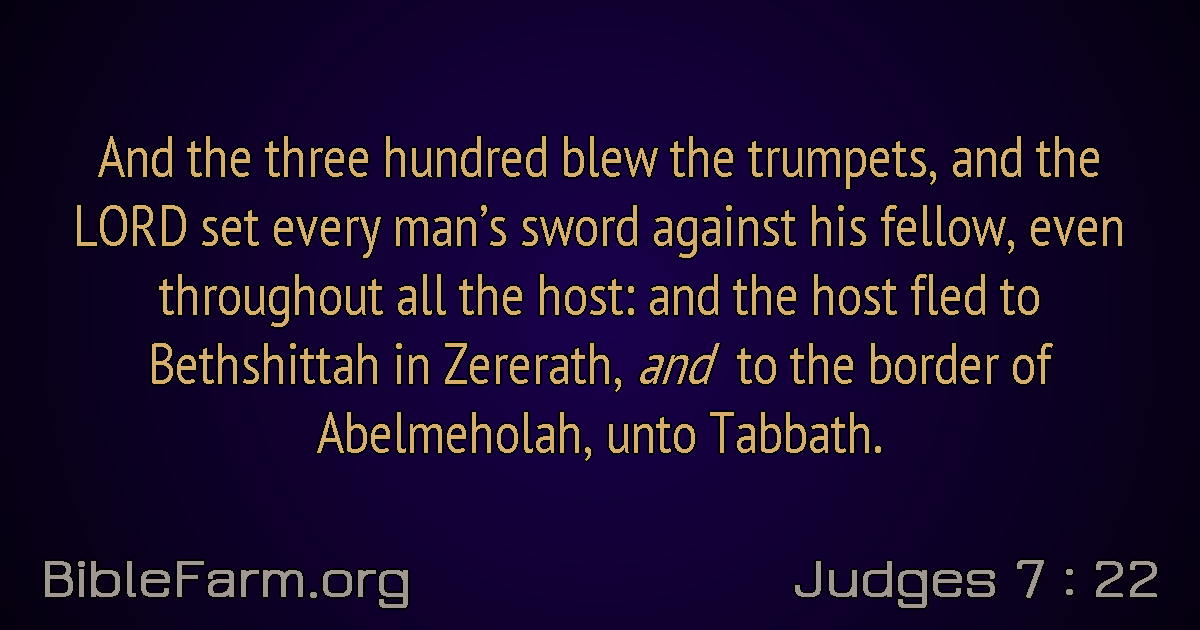 And the three hundred blew the trumpets, and the
LORD set every man’s sword against his fellow, even
throughout all the host: and the host fled to
Bethshittah in Zererath, and to the border of
Abelmeholah, unto Tabbath.
BibleFarm.org
Judges 7 : 22